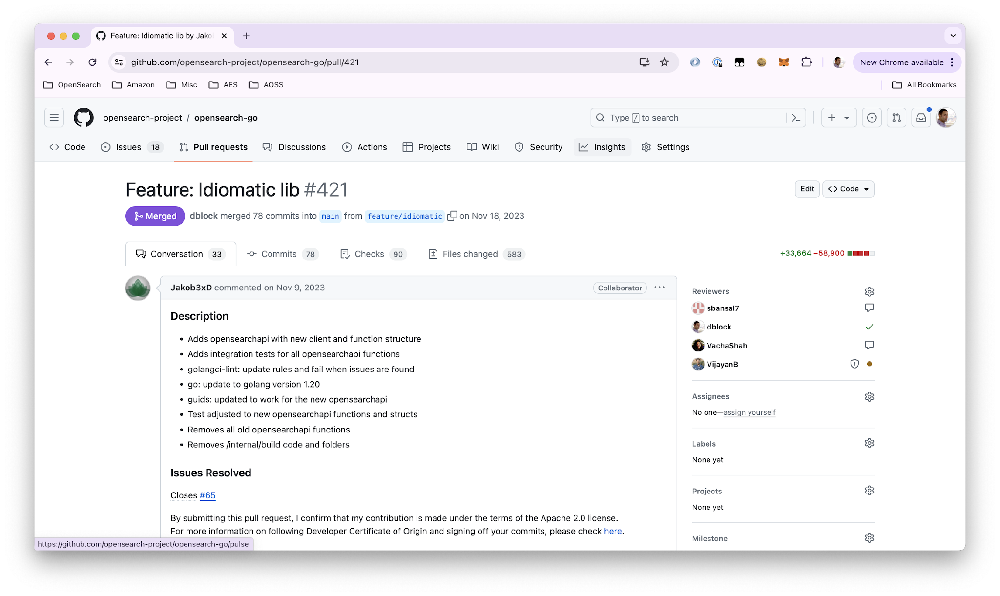 Feature: Idiomatic lib by Jako
github.com/opensearch-project/opensearch-go/pull/421
New Chrome available
OpenSearch Amazon Misc AES AOSS All Bookmarks
opensearch-project / opensearch-go
Type / to search
Code Issues 18 Pull requests Discussions Actions Projects Wiki Security Insights Settings
Feature: Idiomatic lib #421
Edit <> Code
Merged dblock merged 78 commits into main from feature/idiomatic on Nov 18, 2023
Conversation 33 Commits 78 Checks 90 Files changed 583
+33,664 −58,900
Jakob3xD commented on Nov 9, 2023 Collaborator
Description
• Adds opensearchapi with new client and function structure
• Adds integration tests for all opensearchapi functions
• golangci-lint: update rules and fail when issues are found
• go: update to golang version 1.20
• guids: updated to work for the new opensearchapi
• Test adjusted to new opensearchapi functions and structs
• Removes all old opensearchapi functions
• Removes /internal/build code and folders
Issues Resolved
Closes #65
By submitting this pull request, I confirm that my contribution is made under the terms of the Apache 2.0 license.
For more information on following Developer Certificate of Origin and signing off your commits, please check here.
Reviewers
sbansal7
dblock
VachaShah
VijayanB
Assignees
No one—assign yourself
Labels
None yet
Projects
None yet
Milestone
https://github.com/opensearch-project/opensearch-go/pulse